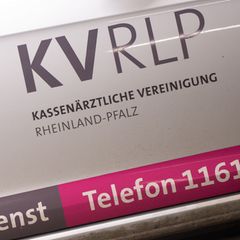 KVRLP
KASSENÄRZTLICHE VEREINIGUNG
RHEINLAND-PFALZ
enst Telefon 1161